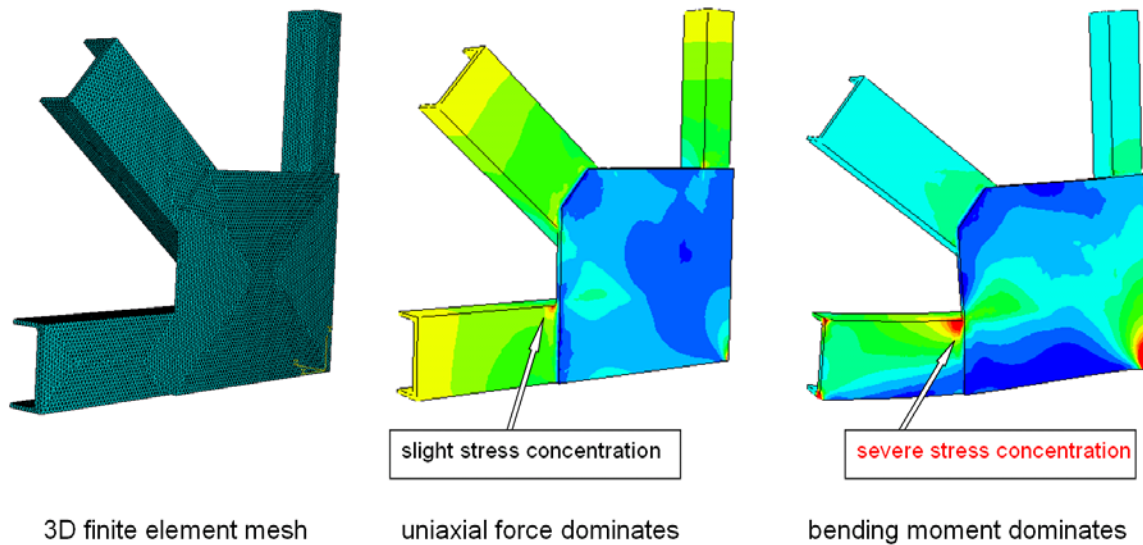 slight stress concentration
severe stress concentration
3D finite element mesh
uniaxial force dominates
bending moment dominates